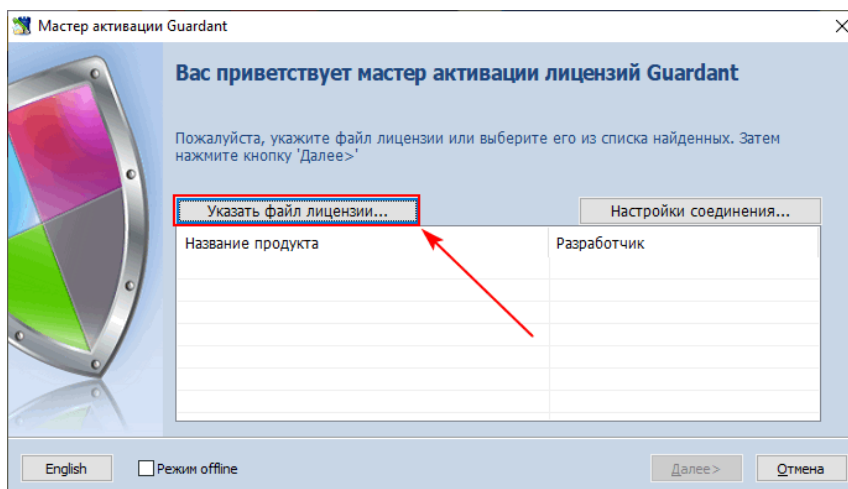 Мастер активации Guardant
Вас приветствует мастер активации лицензий Guardant
Пожалуйста, укажите файл лицензии или выберите его из списка найденных. Затем
нажмите кнопку 'Далее>'
Указать файл лицензии...
Настройки соединения...
Название продукта
Разработчик
English
Режим offline
Далее>
Отмена